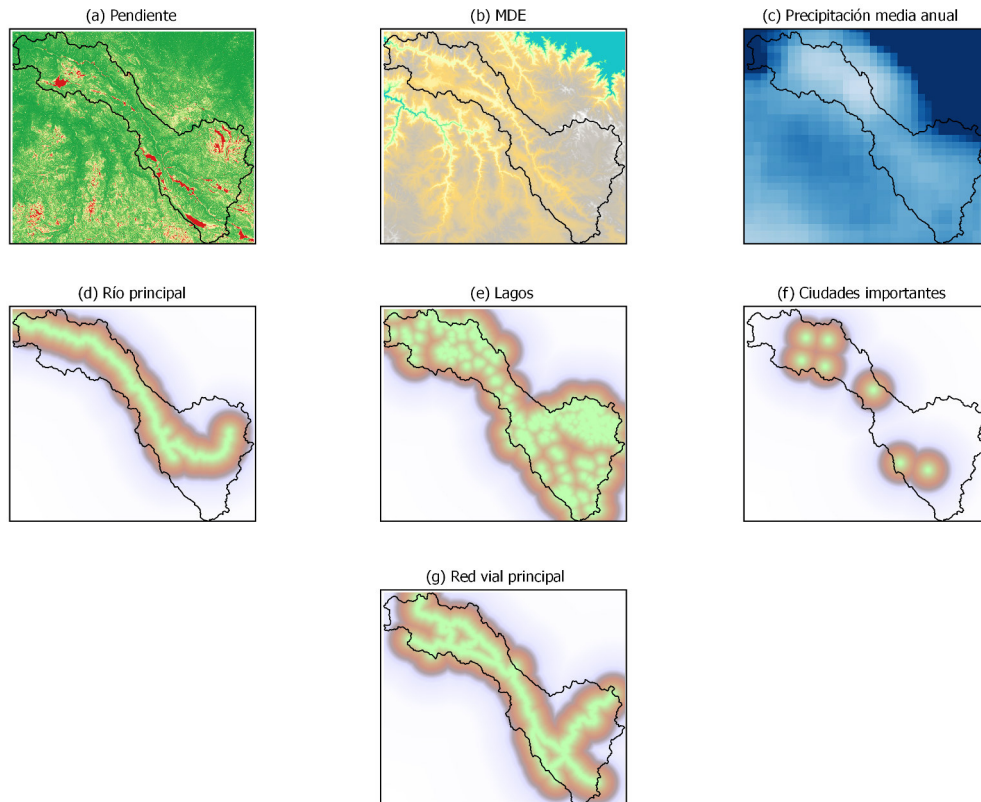 (a) Pendiente
(b) MDE
(c) Precipitación media anual
(d) Río principal
(e) Lagos
(f) Ciudades importantes
(g) Red vial principal